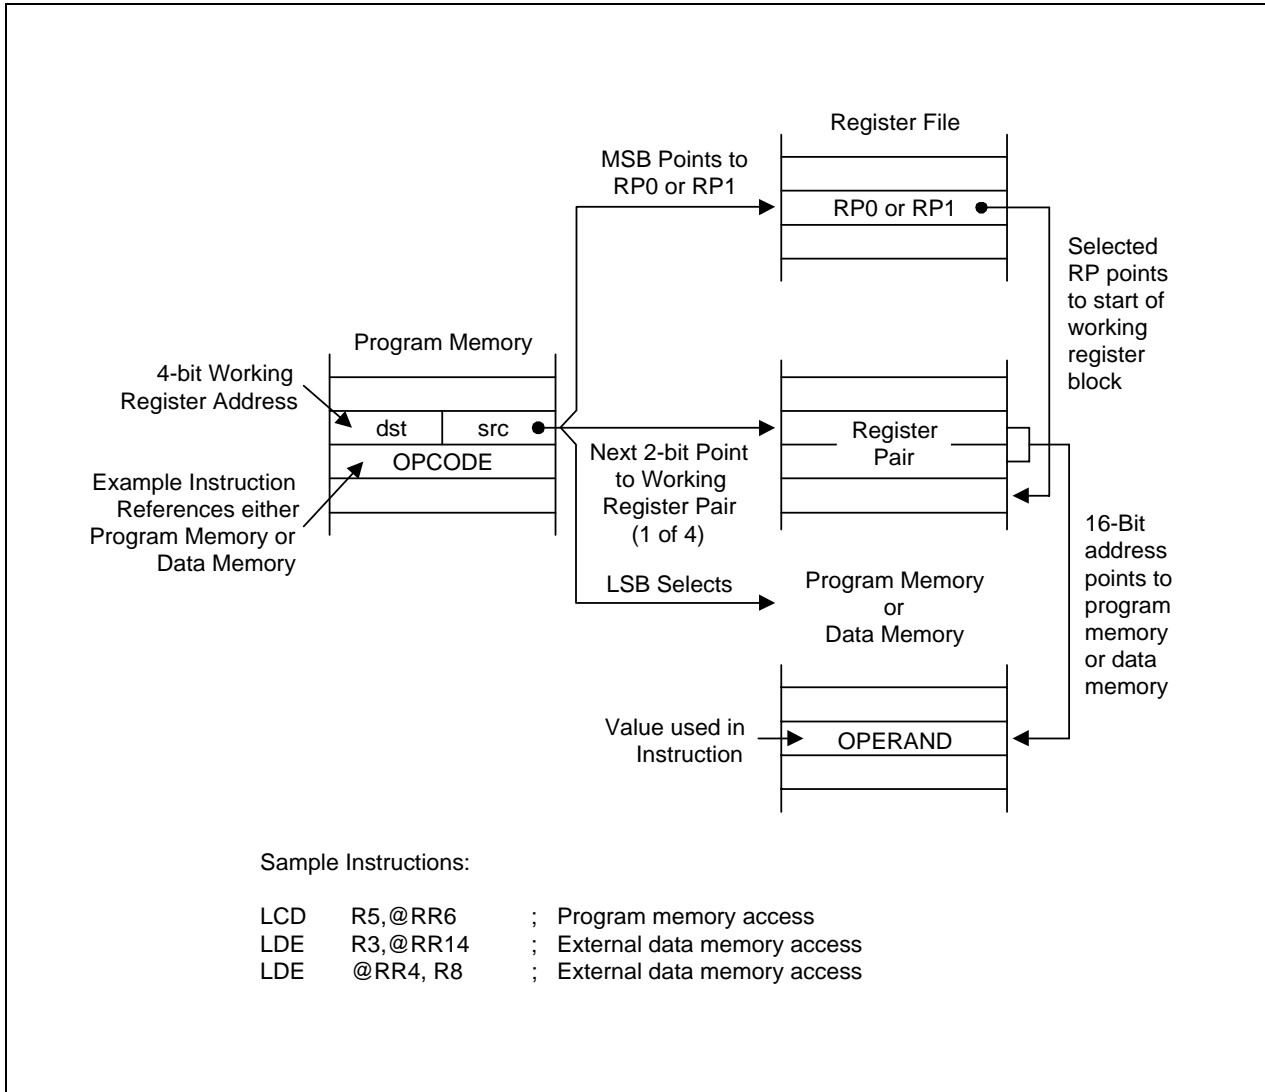 Register File
MSB Points to
RP0 or RP1
RP0 or RP1
Selected
RP points
to start of
working
register
block
Program Memory
4-bit Working
Register Address
dst src
OPCODE
Example Instruction
References either
Program Memory or
Data Memory
Next 2-bit Point
to Working
Register Pair
(1 of 4)
Register
Pair
LSB Selects
Program Memory
or
Data Memory
16-Bit
address
points to
program
memory
or data
memory
Value used in
Instruction
OPERAND
Sample Instructions:
LCD R5,@RR6 ; Program memory access
LDE R3,@RR14 ; External data memory access
LDE @RR4, R8 ; External data memory access